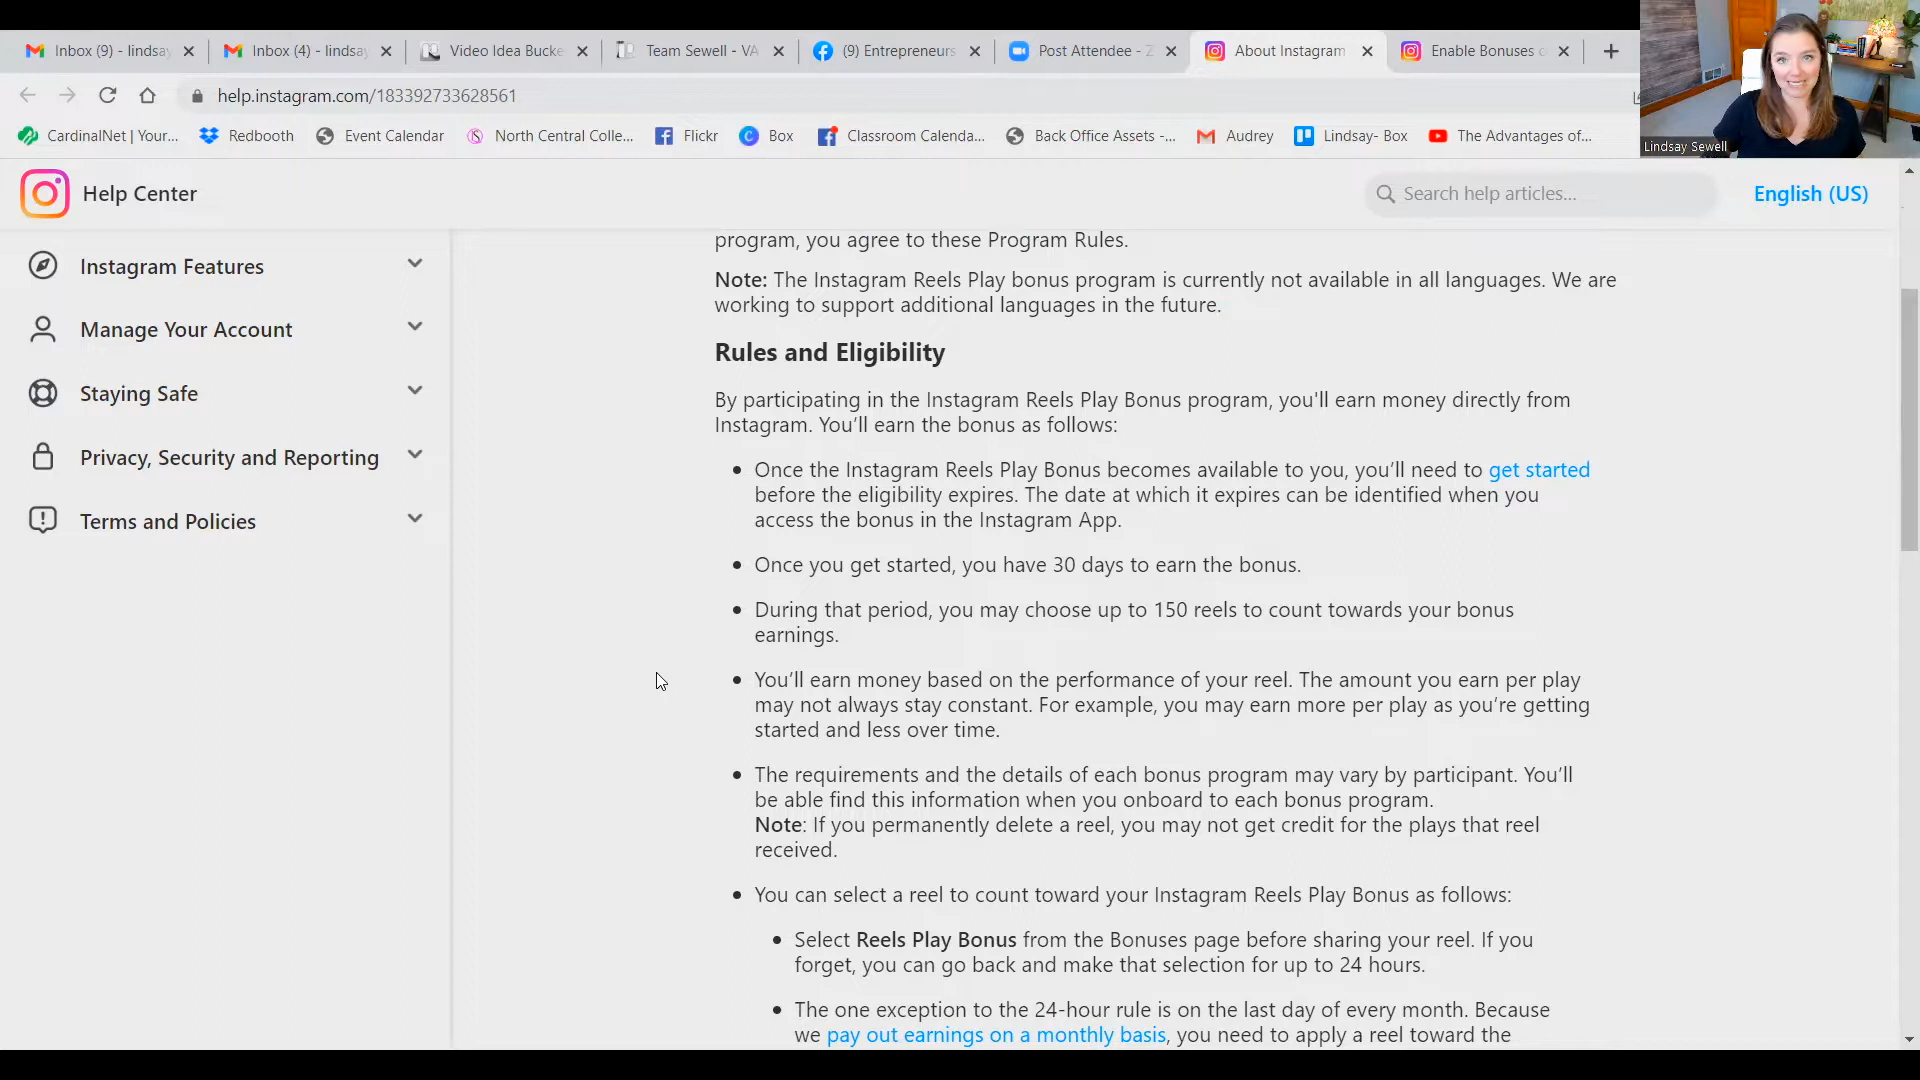 Inbox (9) - lindsay
Inbox (4) - lindsay
Video Idea Bucke
Team Sewell - VA
(9) Entrepreneurs
Post Attendee - Z
About Instagram
Enable Bonuses o
help.instagram.com/183392733628561
CardinalNet | Your...
Redbooth
Event Calendar
North Central Colle...
Flickr
Box
Classroom Calenda...
Back Office Assets -...
Audrey
Lindsay- Box
The Advantages of...
Lindsay Sewell
Help Center
Search help articles...
English (US)
Instagram Features
Manage Your Account
Staying Safe
Privacy, Security and Reporting
Terms and Policies
program, you agree to these Program Rules.
Note: The Instagram Reels Play bonus program is currently not available in all languages. We are
working to support additional languages in the future.
Rules and Eligibility
By participating in the Instagram Reels Play Bonus program, you'll earn money directly from
Instagram. You’ll earn the bonus as follows:
Once the Instagram Reels Play Bonus becomes available to you, you’ll need to get started
before the eligibility expires. The date at which it expires can be identified when you
access the bonus in the Instagram App.
Once you get started, you have 30 days to earn the bonus.
During that period, you may choose up to 150 reels to count towards your bonus
earnings.
You’ll earn money based on the performance of your reel. The amount you earn per play
may not always stay constant. For example, you may earn more per play as you’re getting
started and less over time.
The requirements and the details of each bonus program may vary by participant. You’ll
be able find this information when you onboard to each bonus program.
Note: If you permanently delete a reel, you may not get credit for the plays that reel
received.
You can select a reel to count toward your Instagram Reels Play Bonus as follows:
Select Reels Play Bonus from the Bonuses page before sharing your reel. If you
forget, you can go back and make that selection for up to 24 hours.
The one exception to the 24-hour rule is on the last day of every month. Because
we pay out earnings on a monthly basis, you need to apply a reel toward the